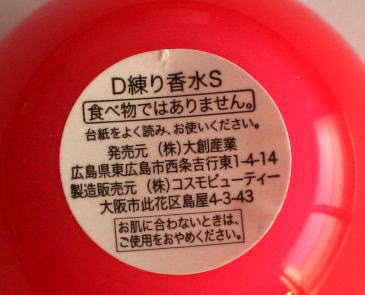 D練り香水S
食べ物ではありません。
台紙をよく読み、お使いください。
発売元 (株)大創産業
広島県東広島市西条吉行東1-4-14
製造販売元 (株)コスモビューティー
大阪市此花区島屋4-3-43
お肌に合わないときは、
ご使用をおやめください。